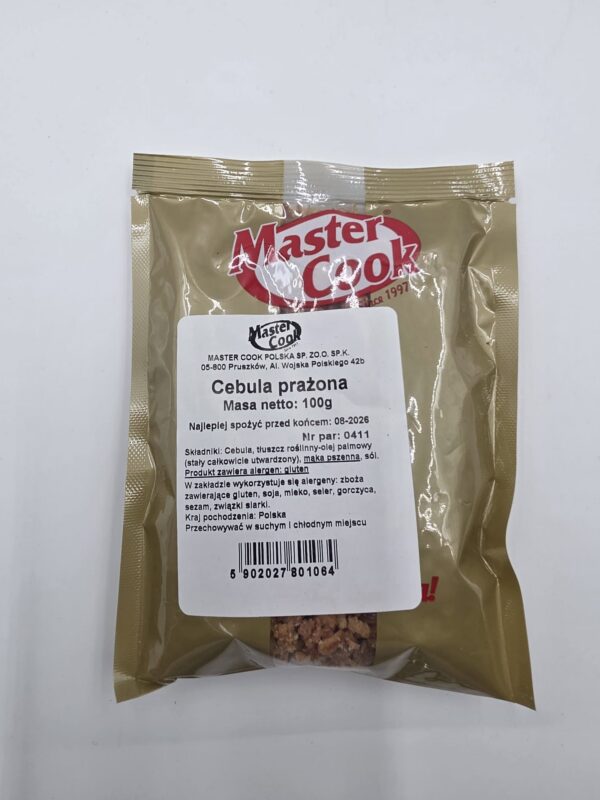 Master
Cook
since 1997
Master
Cook
MASTER COOK POLSKA SP. ZO.O. SP.K.
05-800 Pruszków, Al. Wojska Polskiego 42b
Cebula prażona
Masa netto: 100g
Najlepiej spożyć przed końcem: 08-2026
Nr par: 0411
Składniki: Cebula, tłuszcz roślinny-olej palmowy
(stały całkowicie utwardzony), mąka pszenna, sól.
Produkt zawiera alergen: gluten
W zakładzie wykorzystuje się alergeny: zboża
zawierające gluten, soja, mleko, seler, gorczyca,
sezam, związki siarki.
Kraj pochodzenia: Polska
Przechowywać w suchym i chłodnym miejscu
5 902027 801064